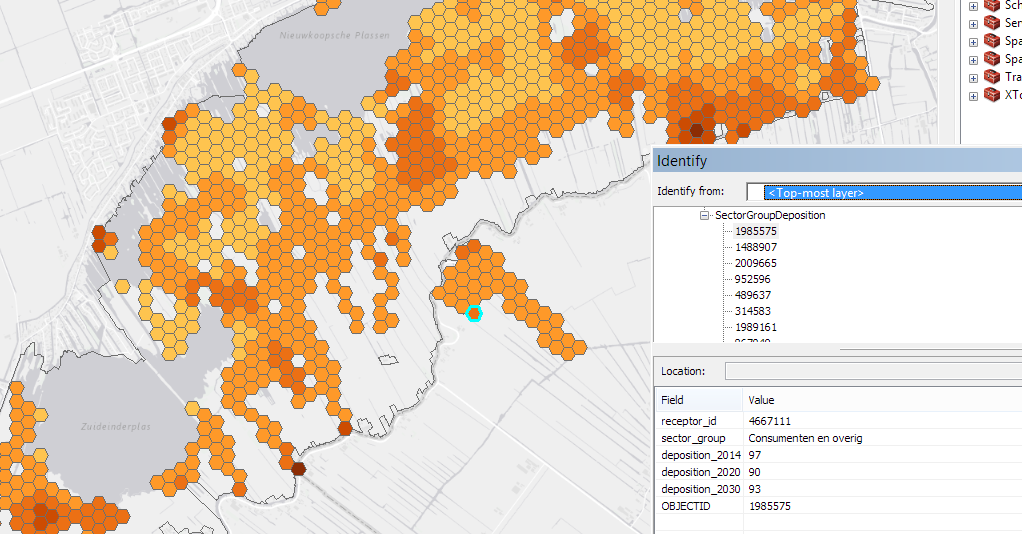 Nieuwkoopsche Plassen
Zuideinderplas
Sch
Ser
Spa
Spa
Tra
XTo
Identify
Identify from:
<Top-most layer>
SectorGroupDeposition
1985575
1488907
2009665
952596
489637
314583
1989161
Location:
Field Value
receptor_id 4667111
sector_group Consumenten en overig
deposition_2014 97
deposition_2020 90
deposition_2030 93
OBJECTID 1985575